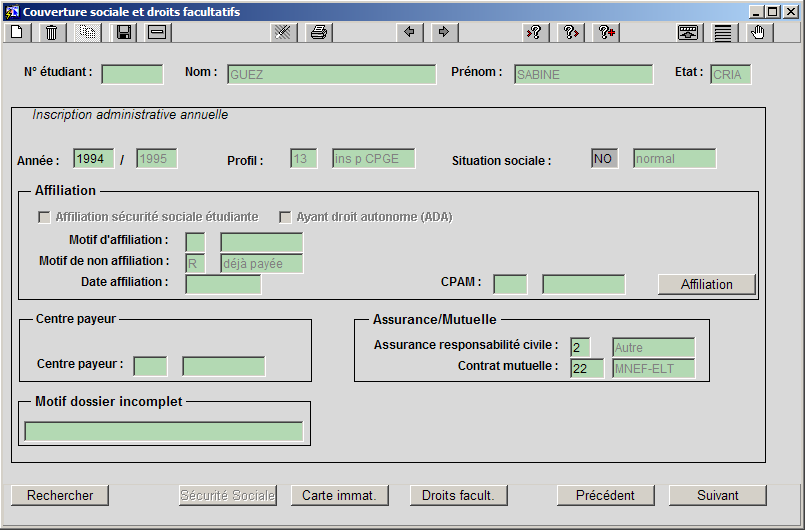 Couverture sociale et droits facultatifs
N° étudiant : Nom : GUEZ Prénom : SABINE Etat : CRIA
Inscription administrative annuelle
Année : 1994 / 1995 Profil : 13 ins p CPGE Situation sociale : NO normal
Affiliation
Affiliation sécurité sociale étudiante Ayant droit autonome (ADA)
Motif d'affiliation :
Motif de non affiliation : R déjà payée
Date affiliation : CPAM : Affiliation
Centre payeur Assurance/Mutuelle
Assurance responsabilité civile : 2 Autre
Centre payeur : Contrat mutuelle : 22 MNEF-ELT
Motif dossier incomplet
Rechercher Sécurité Sociale Carte immat. Droits facult. Précédent Suivant